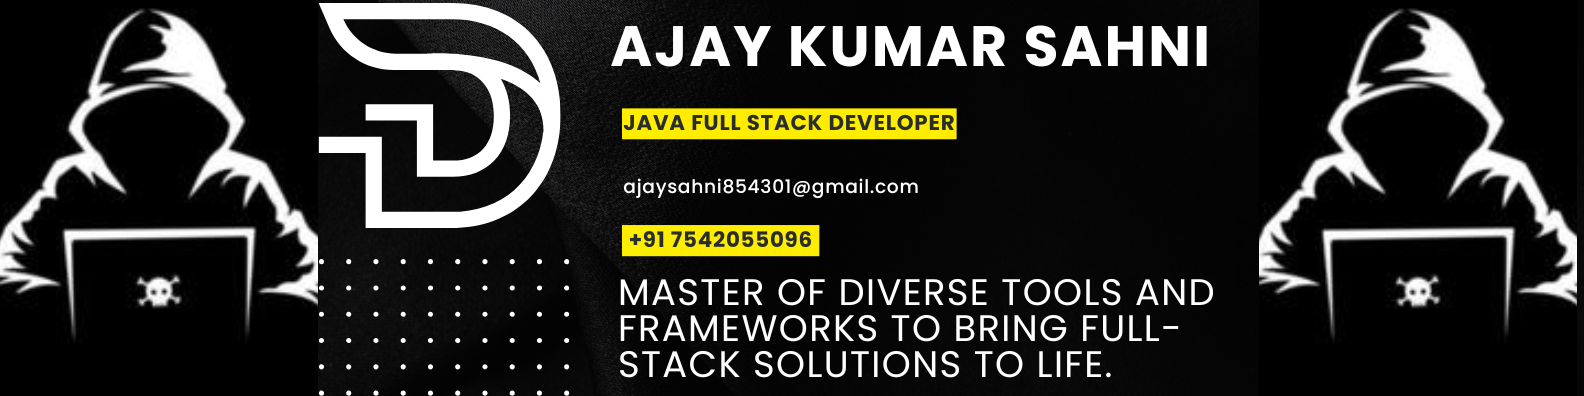 AJAY KUMAR SAHNI
JAVA FULL STACK DEVELOPER
ajaysahni854301@gmail.com
+91 7542055096
MASTER OF DIVERSE TOOLS AND
FRAMEWORKS TO BRING FULL-
STACK SOLUTIONS TO LIFE.